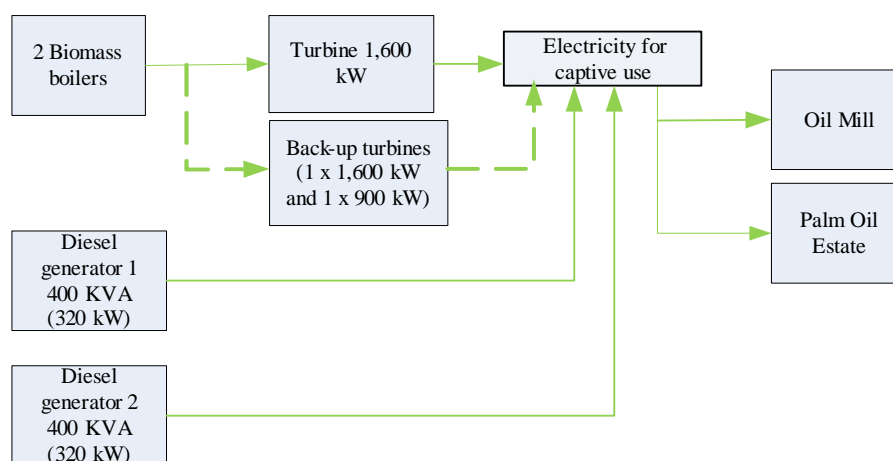 2 Biomass
boilers
Turbine 1,600
kW
Electricity for
captive use
Oil Mill
Back-up turbines
(1 x 1,600 kW
and 1 x 900 kW)
Palm Oil
Estate
Diesel
generator 1
400 KVA
(320 kW)
Diesel
generator 2
400 KVA
(320 kW)